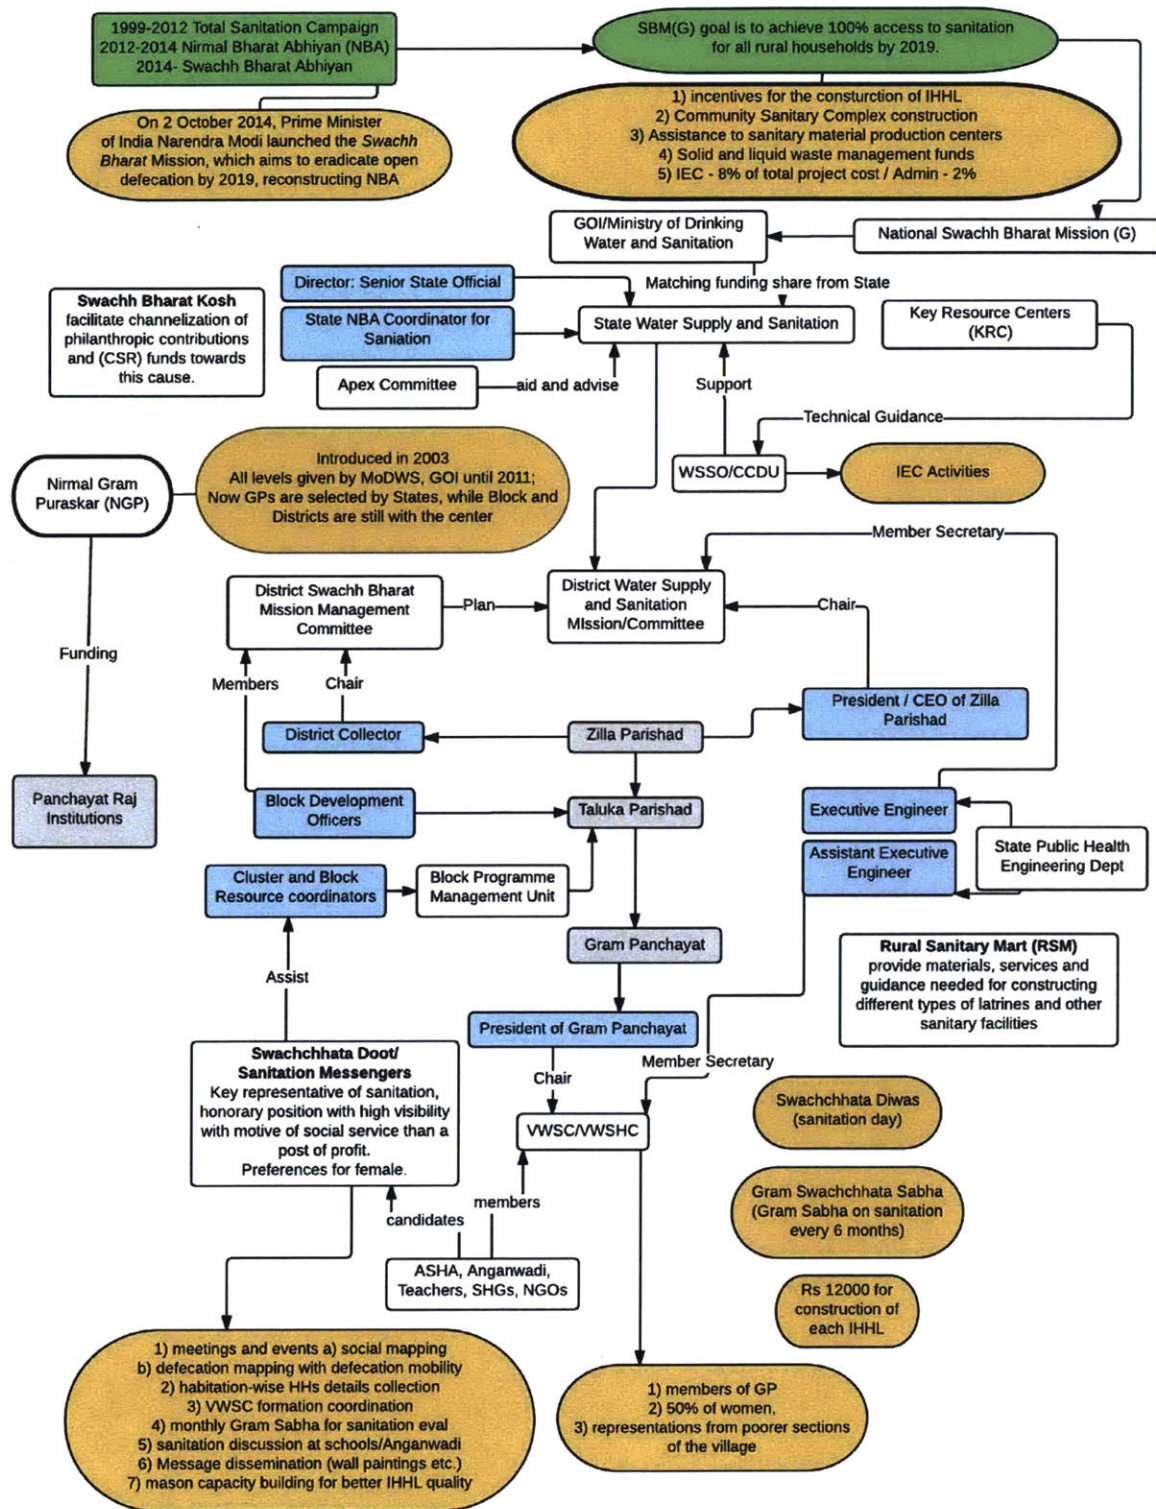 1999-2012 Total Sanitation Campaign
2012-2014 Nirmal Bharat Abhiyan (NBA)
2014- Swachh Bharat Abhiyan
SBM(G) goal is to achieve 100% access to sanitation
for all rural households by 2019.
On 2 October 2014, Prime Minister
of India Narendra Modi launched the Swachh
Bharat Mission, which aims to eradicate open
defecation by 2019, reconstructing NBA
1) incentives for the consturction of IHHL
2) Community Sanitary Complex construction
3) Assistance to sanitary material production centers
4) Solid and liquid waste management funds
5) IEC - 8% of total project cost / Admin - 2%
GOI/Ministry of Drinking
Water and Sanitation
National Swachh Bharat Mission (G)
Director: Senior State Official
Matching funding share from State
Swachh Bharat Kosh
facilitate channelization of
philanthropic contributions
and (CSR) funds towards
this cause.
State NBA Coordinator for
Saniation
State Water Supply and Sanitation
Key Resource Centers
(KRC)
Apex Committee
aid and advise
Support
Technical Guidance
WSSO/CCDU
IEC Activities
Nirmal Gram
Puraskar (NGP)
Introduced in 2003
All levels given by MoDWS, GOI until 2011;
Now GPs are selected by States, while Block and
Districts are still with the center
Member Secretary
District Swachh Bharat
Mission Management
Committee
Plan
District Water Supply
and Sanitation
MIssion/Committee
Chair
Funding
Members
Chair
President / CEO of Zilla
Parishad
District Collector
Zilla Parishad
Panchayat Raj
Institutions
Block Development
Officers
Taluka Parishad
Executive Engineer
State Public Health
Engineering Dept
Assistant Executive
Engineer
Cluster and Block
Resource coordinators
Block Programme
Management Unit
Gram Panchayat
Rural Sanitary Mart (RSM)
provide materials, services and
guidance needed for constructing
different types of latrines and other
sanitary facilities
Assist
President of Gram Panchayat
Swachchhata Doot/
Sanitation Messengers
Key representative of sanitation,
honorary position with high visibility
with motive of social service than a
post of profit.
Preferences for female.
Member Secretary
Chair
VWSC/VWSHC
Swachchhata Diwas
(sanitation day)
Gram Swachchhata Sabha
(Gram Sabha on sanitation
every 6 months)
members
candidates
ASHA, Anganwadi,
Teachers, SHGs, NGOs
Rs 12000 for
construction of
each IHHL
1) meetings and events a) social mapping
b) defecation mapping with defecation mobility
2) habitation-wise HHs details collection
3) VWSC formation coordination
4) monthly Gram Sabha for sanitation eval
5) sanitation discussion at schools/Anganwadi
6) Message dissemination (wall paintings etc.)
7) mason capacity building for better IHHL quality
1) members of GP
2) 50% of women,
3) representations from poorer sections
of the village